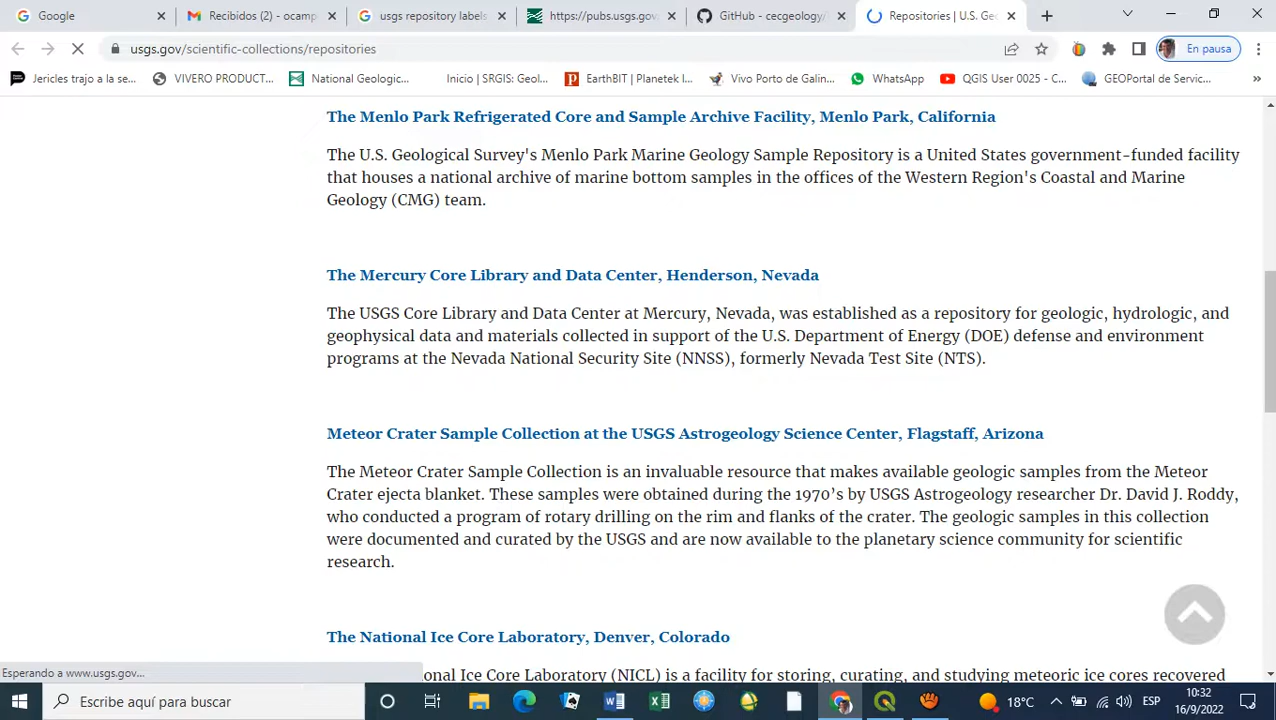 Google
Recibidos (2) - ocamp
usgs repository labels
https://pubs.usgs.gov
GitHub - cecgeology/
Repositories | U.S. Ge
usgs.gov/scientific-collections/repositories
En pausa
Jericles trajo a la se...
VIVERO PRODUCT...
National Geologic...
Inicio | SRGIS: Geol...
EarthBIT | Planetek I...
Vivo Porto de Galin...
WhatsApp
QGIS User 0025 - C...
GEOPortal de Servic...
»
The Menlo Park Refrigerated Core and Sample Archive Facility, Menlo Park, California
The U.S. Geological Survey's Menlo Park Marine Geology Sample Repository is a United States government-funded facility
that houses a national archive of marine bottom samples in the offices of the Western Region's Coastal and Marine
Geology (CMG) team.
The Mercury Core Library and Data Center, Henderson, Nevada
The USGS Core Library and Data Center at Mercury, Nevada, was established as a repository for geologic, hydrologic, and
geophysical data and materials collected in support of the U.S. Department of Energy (DOE) defense and environment
programs at the Nevada National Security Site (NNSS), formerly Nevada Test Site (NTS).
Meteor Crater Sample Collection at the USGS Astrogeology Science Center, Flagstaff, Arizona
The Meteor Crater Sample Collection is an invaluable resource that makes available geologic samples from the Meteor
Crater ejecta blanket. These samples were obtained during the 1970’s by USGS Astrogeology researcher Dr. David J. Roddy,
who conducted a program of rotary drilling on the rim and flanks of the crater. The geologic samples in this collection
were documented and curated by the USGS and are now available to the planetary science community for scientific
research.
The National Ice Core Laboratory, Denver, Colorado
onal Ice Core Laboratory (NICL) is a facility for storing, curating, and studying meteoric ice cores recovered
Esperando a www.usgs.gov...
Escribe aquí para buscar
18°C
ESP
10:32
16/9/2022